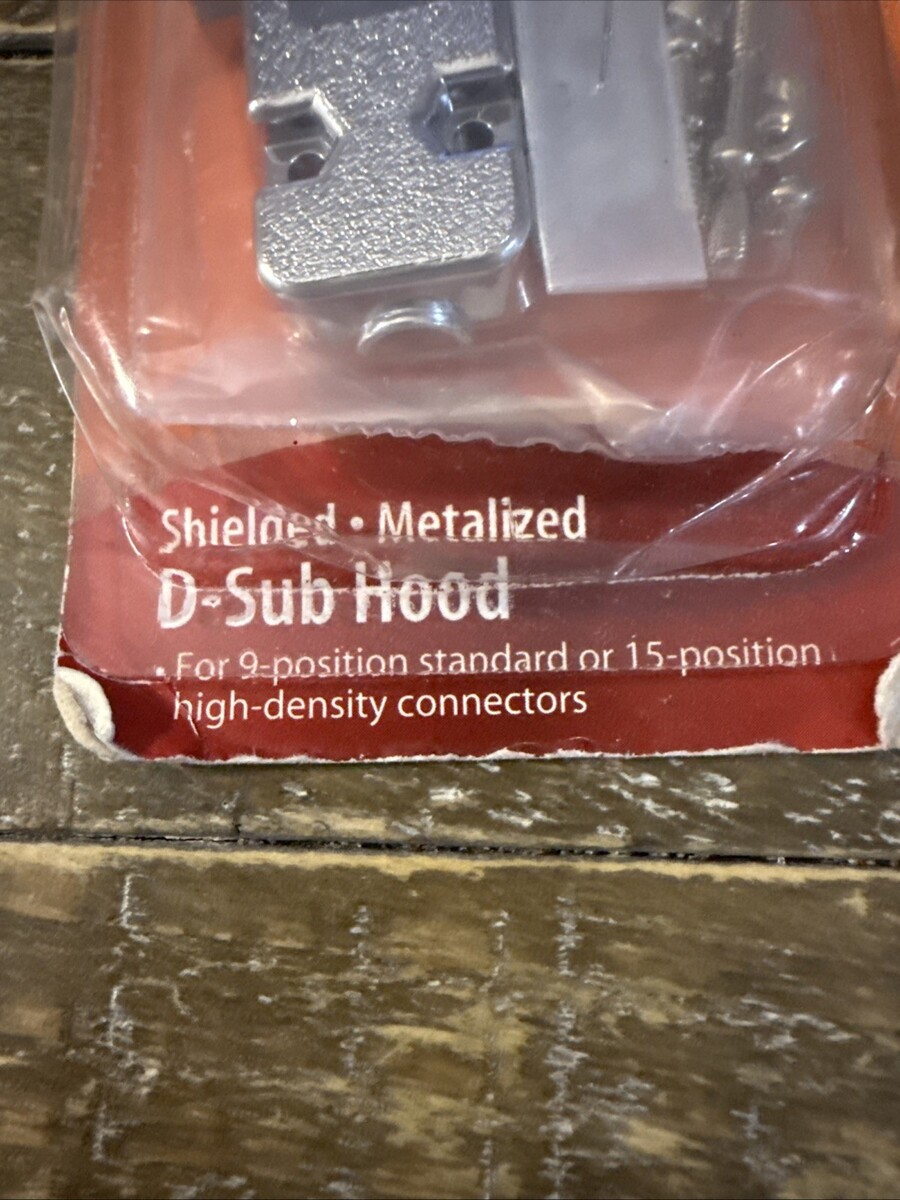 Shielded • Metalized
D-Sub Hood
• For 9-position standard or 15-position
high-density connectors